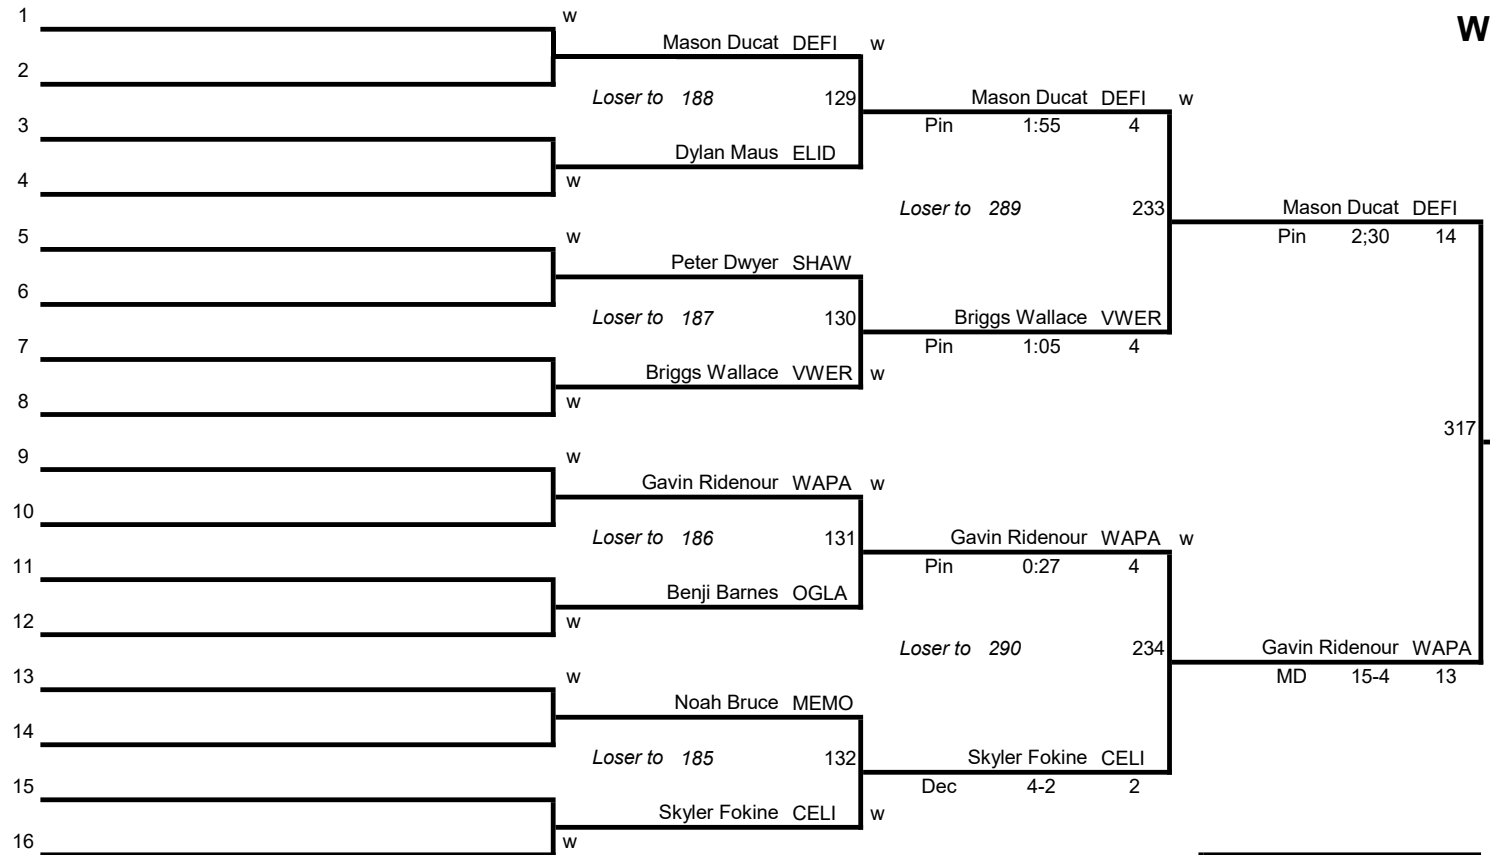 1 w
W
Mason Ducat DEFI w
2
Loser to 188 129 Mason Ducat DEFI w
3 Pin 1:55 4
Dylan Maus ELID
4 w
Loser to 289 233 Mason Ducat DEFI
5 w Pin 2;30 14
Peter Dwyer SHAW
6
Loser to 187 130 Briggs Wallace VWER
7 Pin 1:05 4
Briggs Wallace VWER w
8 w
317
9 w
Gavin Ridenour WAPA w
10
Loser to 186 131 Gavin Ridenour WAPA w
11 Pin 0:27 4
Benji Barnes OGLA
12 w
Loser to 290 234 Gavin Ridenour WAPA
13 w MD 15-4 13
Noah Bruce MEMO
14
Loser to 185 132 Skyler Fokine CELI
15 Dec 4-2 2
Skyler Fokine CELI w
16 w